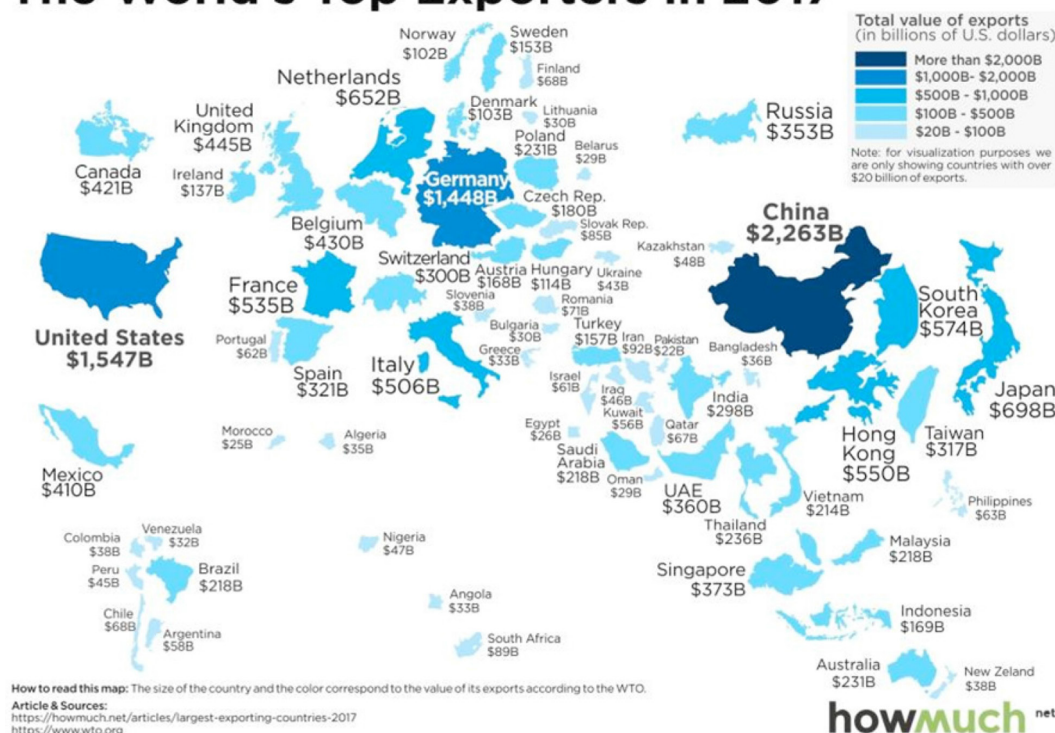 The World's Top Exporters in 2017
Total value of exports
(in billions of U.S. dollars)
More than $2,000B
$1,000B- $2,000B
$500B - $1,000B
$100B - $500B
$20B - $100B
Note: for visualization purposes we
are only showing countries with over
$20 billion of exports.
Norway
$102B
Sweden
$153B
Finland
$68B
Netherlands
$652B
Denmark
$103B
Lithuania
$30B
Poland
$231B
Belarus
$29B
Russia
$353B
United
Kingdom
$445B
Canada
$421B
Ireland
$137B
Germany
$1,448B
Czech Rep.
$180B
Slovak Rep.
$85B
Belgium
$430B
China
$2,263B
Kazakhstan
$48B
Switzerland
$300B
Austria
$168B
Hungary
$114B
Ukraine
$43B
France
$535B
Slovenia
$38B
Romania
$71B
South
Korea
$574B
United States
$1,547B
Portugal
$62B
Bulgaria
$30B
Turkey
$157B
Iran
$92B
Pakistan
$22B
Bangladesh
$36B
Greece
$33B
Spain
$321B
Italy
$506B
Israel
$61B
Iraq
$46B
India
$298B
Japan
$698B
Kuwait
$56B
Morocco
$25B
Algeria
$35B
Egypt
$26B
Qatar
$67B
Hong
Kong
$550B
Taiwan
$317B
Saudi
Arabia
$218B
Oman
$29B
UAE
$360B
Mexico
$410B
Vietnam
$214B
Philippines
$63B
Thailand
$236B
Colombia
$38B
Venezuela
$32B
Nigeria
$47B
Malaysia
$218B
Peru
$45B
Brazil
$218B
Singapore
$373B
Angola
$33B
Chile
$68B
Argentina
$58B
South Africa
$89B
Indonesia
$169B
Australia
$231B
New Zeland
$38B
How to read this map: The size of the country and the color correspond to the value of its exports according to the WTO.
Article & Sources:
https://howmuch.net/articles/largest-exporting-countries-2017
https://www.wto.org
howmuch net